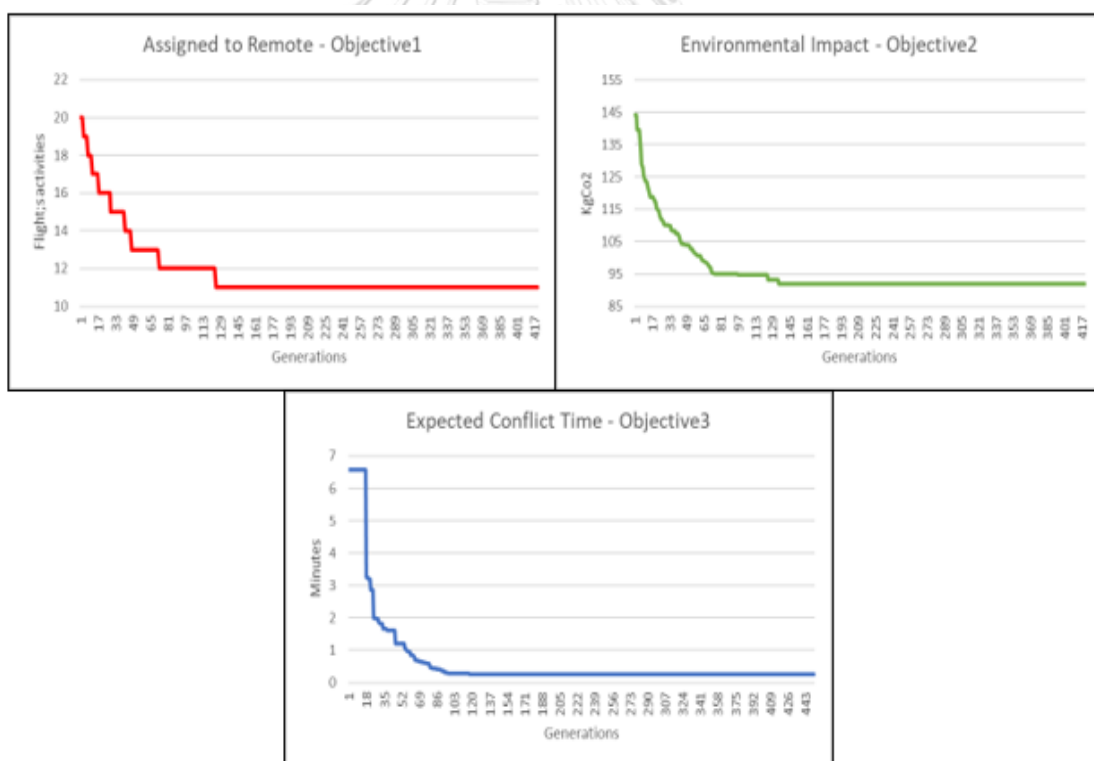 Assigned to Remote - Objective1
22
20
18
16
14
12
10
Flight;s activities
1 17 33 49 65 81 97 113 129 145 161 177 193 209 225 241 257 273 289 305 321 337 353 369 385 401 417
Generations
Environmental Impact - Objective2
155
145
135
125
115
105
95
85
KgCo2
1 17 33 49 65 81 97 113 129 145 161 177 193 209 225 241 257 273 289 305 321 337 353 369 385 401 417
Generations
Expected Conflict Time - Objective3
7
6
5
4
3
2
1
0
Minutes
1 18 35 52 69 86 103 120 137 154 171 188 205 222 239 256 273 290 307 324 341 358 375 392 409 426 443
Generations